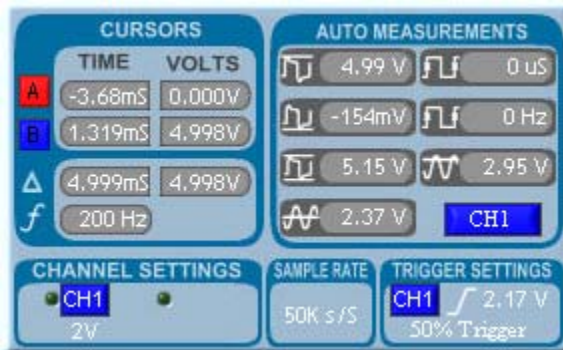 CURSORS
TIME VOLTS
A -3.68mS 0.000V
B 1.319mS 4.998V
Δ 4.999mS 4.998V
f 200 Hz
AUTO MEASUREMENTS
4.99 V 0 uS
-154mV 0 Hz
5.15 V 2.95 V
2.37 V CH1
CHANNEL SETTINGS
CH1
2V
SAMPLE RATE
50K s/S
TRIGGER SETTINGS
CH1 2.17 V
50% Trigger